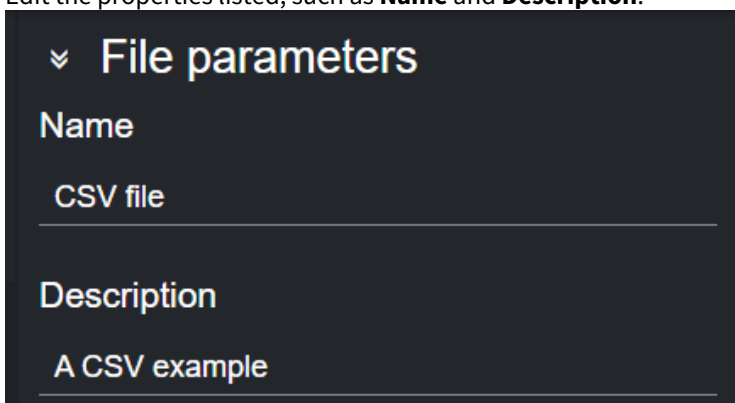 Edit the properties listed, such as Name and Description.
File parameters
Name
CSV file
Description
A CSV example